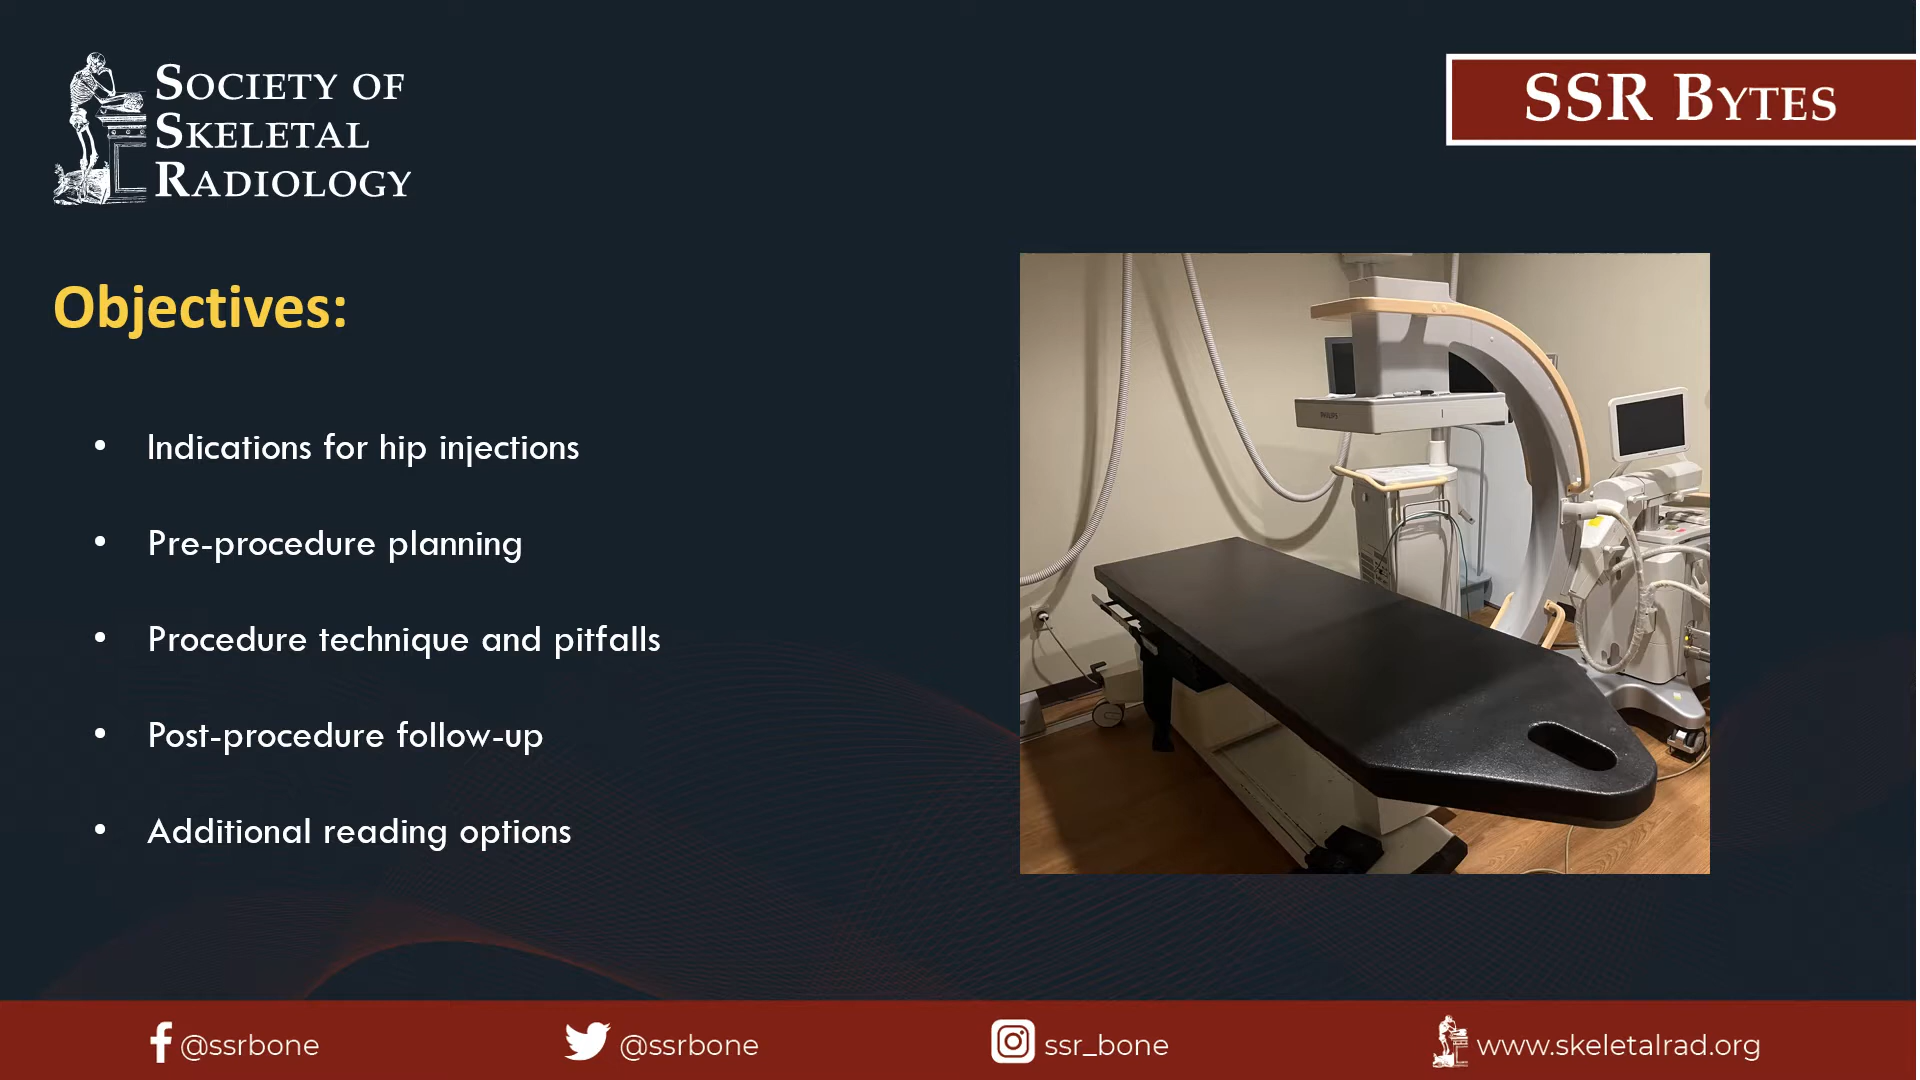 SOCIETY OF
SKELETAL
RADIOLOGY
SSR BYTES
Objectives:
• Indications for hip injections
• Pre-procedure planning
• Procedure technique and pitfalls
• Post-procedure follow-up
• Additional reading options
PHILIPS
@ssrbone
@ssrbone
ssr_bone
www.skeletalrad.org